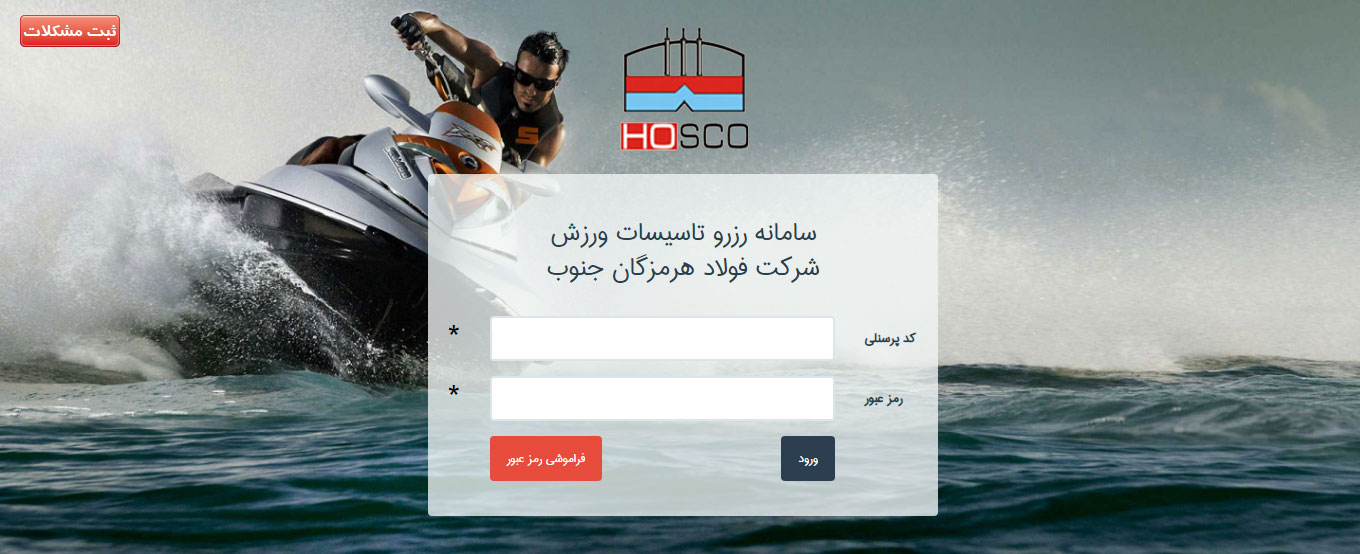 ثبت مشکلات
HOSCO
سامانه رزرو تاسیسات ورزش
شرکت فولاد هرمزگان جنوب
کد پرسنلی *
رمز عبور *
ورود
فراموشی رمز عبور